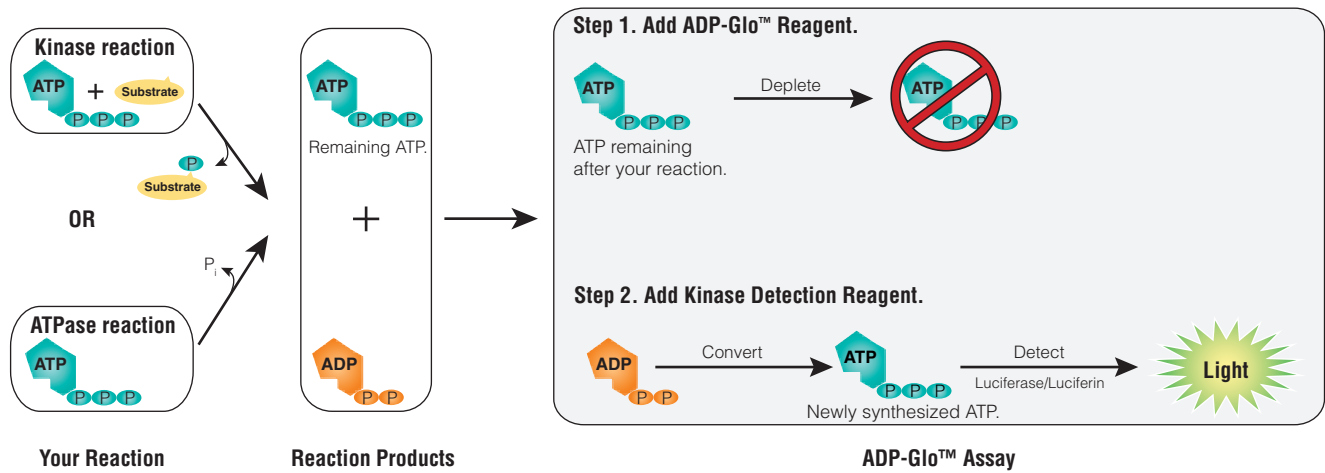 Kinase reaction
ATP + Substrate
P P P
P
Substrate
OR
Pi
ATPase reaction
ATP
P P P
Your Reaction
ATP
P P P
Remaining ATP.
+
ADP
P P
Reaction Products
Step 1. Add ADP-Glo™ Reagent.
ATP
P P P
Deplete
ATP
P P P
ATP remaining
after your reaction.
Step 2. Add Kinase Detection Reagent.
ADP
P P
Convert
ATP
P P P
Newly synthesized ATP.
Detect
Luciferase/Luciferin
Light
ADP-Glo™ Assay